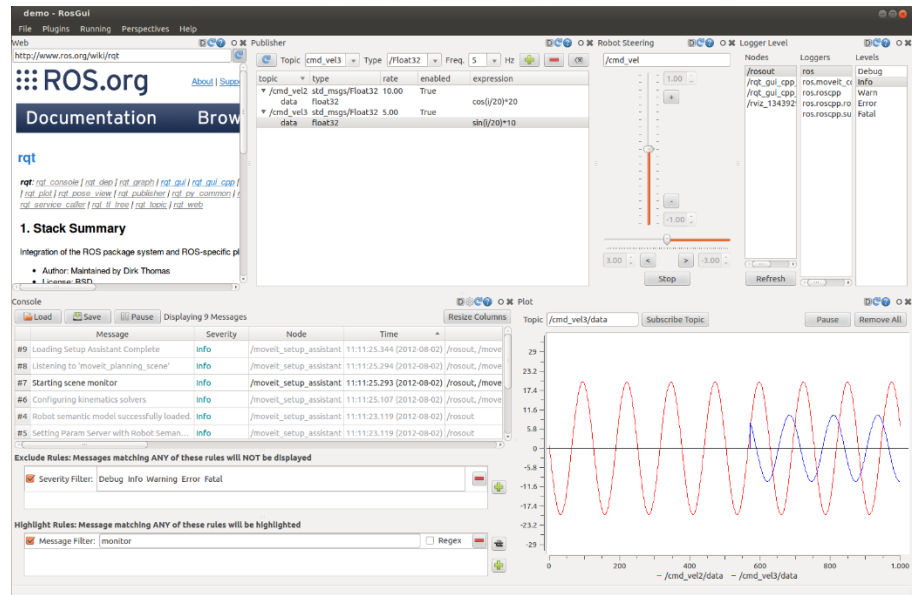 demo - RosGui
File Plugins Running Perspectives Help
Web
http://www.ros.org/wiki/rqt
ROS.org
About | Supp
Documentation Brow
rqt
rqt: rqt_console | rqt_dep | rqt_graph | rqt_gui | rqt_gui_cpp |
| rqt_plot | rqt_pose_view | rqt_publisher | rqt_py_common |
rqt_service_caller | rqt_tf_tree | rqt_topic | rqt_web
1. Stack Summary
Integration of the ROS package system and ROS-specific pl
Author: Maintained by Dirk Thomas
License: BSD
Publisher
Topic cmd_vel3 Type /Float32 Freq. 5 Hz
topic type rate enabled expression
/cmd_vel2 std_msgs/Float32 10.00 True
data float32 cos(i/20)*20
/cmd_vel3 std_msgs/Float32 5.00 True
data float32 sin(i/20)*10
Robot Steering
/cmd_vel
1.00
+
-
-1.00
3.00 < > -3.00
Stop
Logger Level
Nodes Loggers Levels
/rosout ros Debug
/rqt_gui_cpp_ ros.moveit_co Info
/rqt_gui_cpp_ ros.roscpp Warn
/rviz_1343929 ros.roscpp.ro Error
ros.roscpp.su Fatal
Refresh
Console
Load Save Pause Displaying 9 Messages Resize Columns
Message Severity Node Time
#9 Loading Setup Assistant Complete Info /moveit_setup_assistant 11:11:25.344 (2012-08-02) /rosout, /move
#8 Listening to 'moveit_planning_scene' Info /moveit_setup_assistant 11:11:25.294 (2012-08-02) /rosout, /move
#7 Starting scene monitor Info /moveit_setup_assistant 11:11:25.293 (2012-08-02) /rosout, /move
#6 Configuring kinematics solvers Info /moveit_setup_assistant 11:11:25.107 (2012-08-02) /rosout, /move
#4 Robot semantic model successfully loaded. Info /moveit_setup_assistant 11:11:23.119 (2012-08-02) /rosout
#5 Setting Param Server with Robot Seman... Info /moveit_setup_assistant 11:11:23.119 (2012-08-02) /rosout
Exclude Rules: Messages matching ANY of these rules will NOT be displayed
Severity Filter: Debug Info Warning Error Fatal
Highlight Rules: Message matching ANY of these rules will be highlighted
Message Filter: monitor Regex
Plot
Topic /cmd_vel3/data Subscribe Topic Pause Remove All
29
23.2
17.4
11.6
5.8
0
-5.8
-11.6
-17.4
-23.2
-29
0 200 400 600 800 1.000
/cmd_vel2/data /cmd_vel3/data